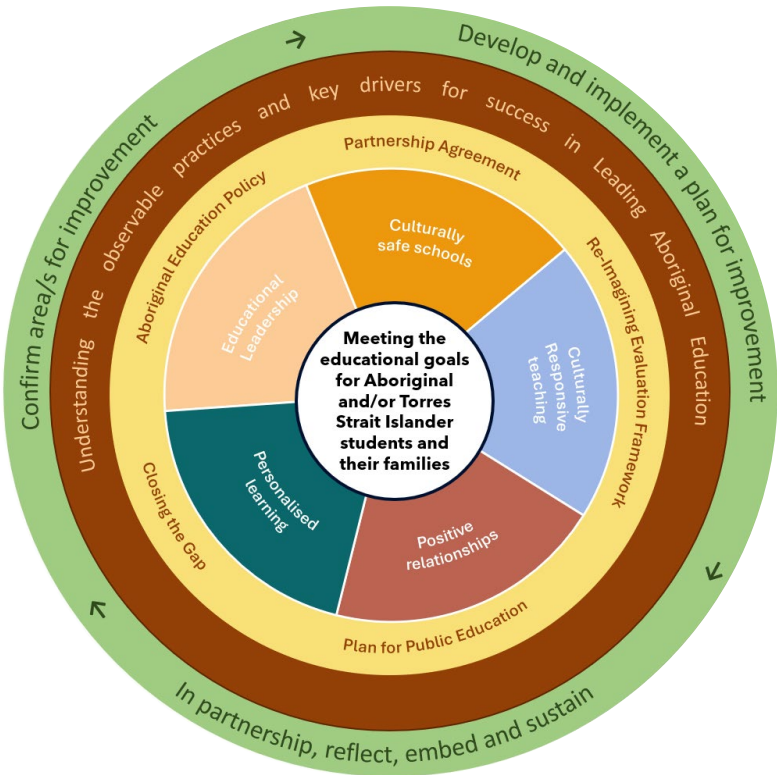 Confirm area/s for improvement
Develop and implement a plan for improvement
In partnership, reflect, embed and sustain
Understanding the observable practices and key drivers for success in Leading Aboriginal Education
Aboriginal Education Policy
Partnership Agreement
Re-Imagining Evaluation Framework
Plan for Public Education
Closing the Gap
Educational
Leadership
Culturally
safe schools
Culturally
Responsive
teaching
Positive
relationships
Personalised
learning
Meeting the
educational goals
for Aboriginal
and/or Torres
Strait Islander
students and
their families